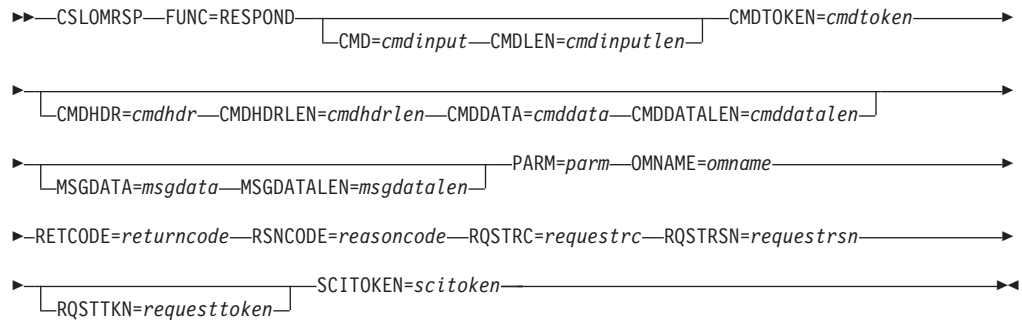 CSLOMRSP FUNC=RESPOND CMDTOKEN=cmdtoken
CMD=cmdinput CMDLEN=cmdinputlen
CMDHDR=cmdhdr CMDHDRLEN=cmdhdrlen CMDDATA=cmddata CMDDATALEN=cmddatalen
PARM=parm OMNAME=omname
MSGDATA=msgdata MSGDATALEN=msgdatalen
RETCODE=returncode RSNCODE=reasoncode RQSTRC=requestrc RQSTRSN=requestrsn
SCITOKEN=scitoken
RQSTTKN=requesttoken